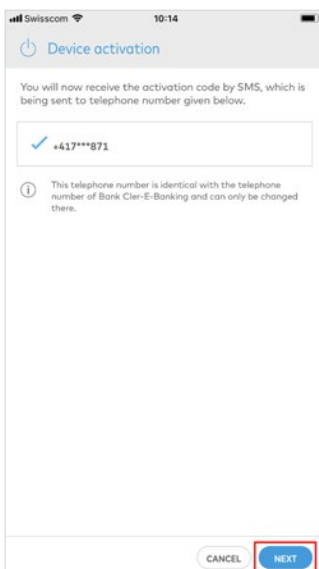 Swisscom
10:14
Device activation
You will now receive the activation code by SMS, which is
being sent to telephone number given below.
+417***871
This telephone number is identical with the telephone
number of Bank Cler-E-Banking and can only be changed
there.
CANCEL
NEXT